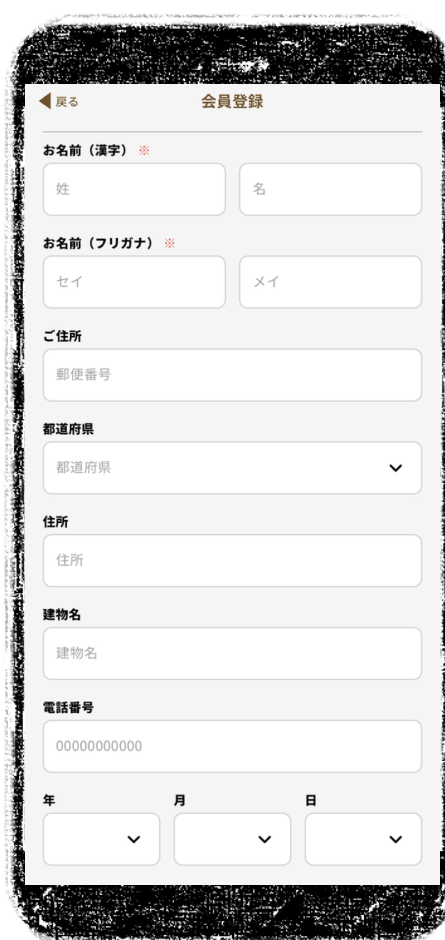 戻る 会員登録
お名前（漢字） ※
姓 名
お名前（フリガナ） ※
セイ メイ
ご住所
郵便番号
都道府県
都道府県
住所
住所
建物名
建物名
電話番号
00000000000
年 月 日